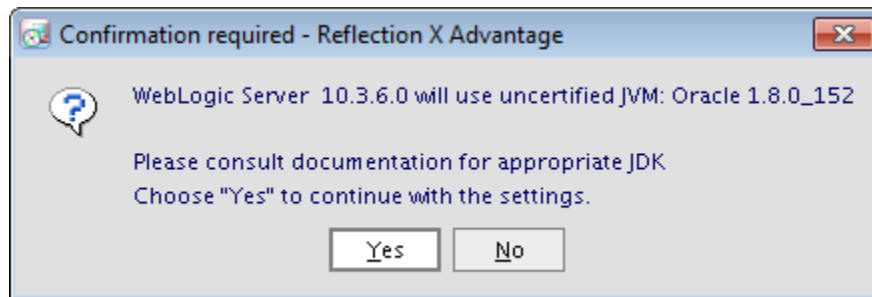 Confirmation required - Reflection X Advantage
WebLogic Server  10.3.6.0 will use uncertified JVM: Oracle 1.8.0_152
Please consult documentation for appropriate JDK
Choose "Yes" to continue with the settings.
Yes
No